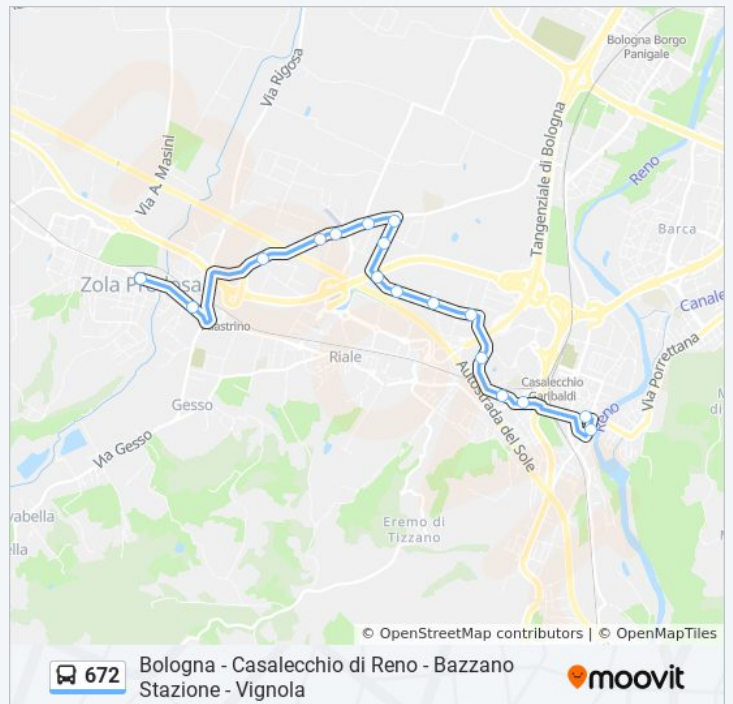 Bologna Borgo
Panigale
Via Rigosa
Via A. Masini
Tangenziale di Bologna
Reno
Barca
Zola Predosa
Canale
Riale
Via Porrettana
Casalecchio
Garibaldi
Reno
Autostrada del Sole
Gesso
Via Gesso
Eremo di
Tizzano
© OpenStreetMap contributors | © OpenMapTiles
672
Bologna - Casalecchio di Reno - Bazzano
Stazione - Vignola
moovit